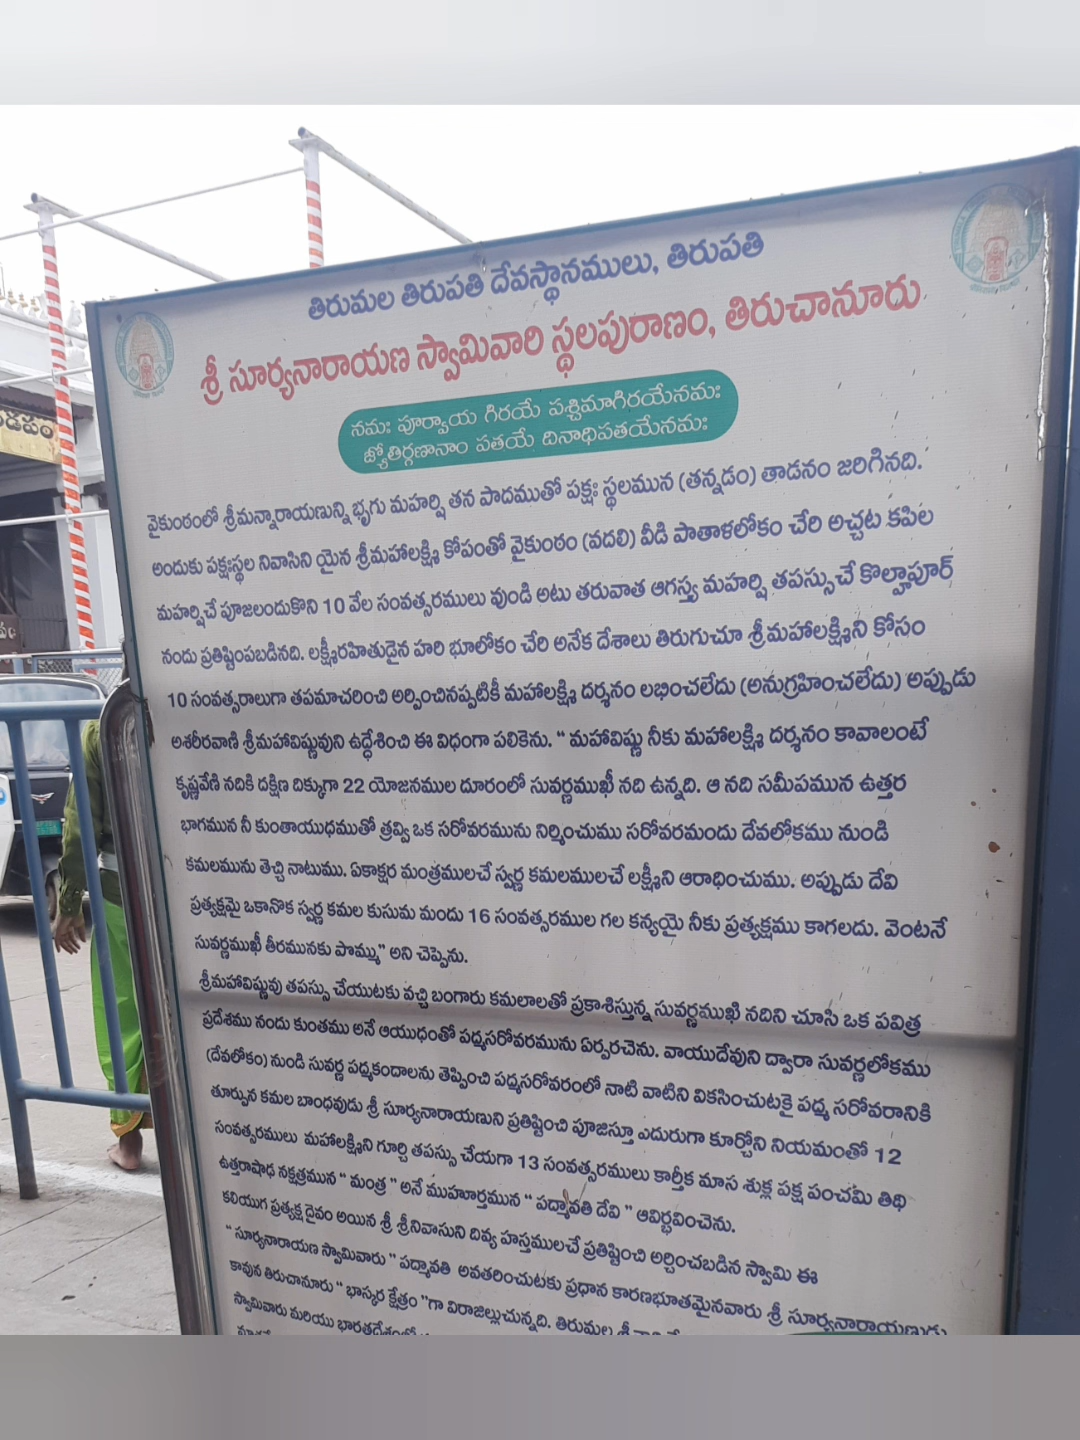 తిరుమల తిరుపతి దేవస్థానములు, తిరుపతి
శ్రీ సూర్యనారాయణ స్వామివారి స్థలపురాణం, తిరుచానూరు
నమః పూర్వాయ గిరయే పశ్చిమాగిరయేనమః
జ్యోతిర్గణానాం పతయే దినాధిపతయేనమః
వైకుంఠంలో శ్రీమన్నారాయణున్ని భృగు మహర్షి తన పాదముతో పక్షః స్థలమున (తన్నడం) తాడనం జరిగినది.
అందుకు పక్షఃస్థల నివాసిని యైన శ్రీమహాలక్ష్మి కోపంతో వైకుంఠం (వదలి) వీడి పాతాళలోకం చేరి అచ్చట కపిల
మహర్షిచే పూజలందుకొని 10 వేల సంవత్సరములు వుండి అటు తరువాత ఆగస్త్య మహర్షి తపస్సుచే కొల్హాపూర్
నందు ప్రతిష్టింపబడినది. లక్ష్మీరహితుడైన హరి భూలోకం చేరి అనేక దేశాలు తిరుగుచూ శ్రీమహాలక్ష్మిని కోసం
10 సంవత్సరాలుగా తపమాచరించి అర్పించినప్పటికీ మహాలక్ష్మి దర్శనం లభించలేదు (అనుగ్రహించలేదు) అప్పుడు
అశరీరవాణి శ్రీమహావిష్ణువుని ఉద్ధేశించి ఈ విధంగా పలికెను. “ మహావిష్ణు నీకు మహాలక్ష్మి దర్శనం కావాలంటే
కృష్ణవేణి నదికి దక్షిణ దిక్కుగా 22 యోజనముల దూరంలో సువర్ణముఖీ నది ఉన్నది. ఆ నది సమీపమున ఉత్తర
భాగమున నీ కుంతాయుధముతో త్రవ్వి ఒక సరోవరమును నిర్మించుము సరోవరమందు దేవలోకము నుండి
కమలమును తెచ్చి నాటుము. ఏకాక్షర మంత్రములచే స్వర్ణ కమలములచే లక్ష్మీని ఆరాధించుము. అప్పుడు దేవి
ప్రత్యక్షమై ఒకానొక స్వర్ణ కమల కుసుమ మందు 16 సంవత్సరముల గల కన్యయై నీకు ప్రత్యక్షము కాగలదు. వెంటనే
సువర్ణముఖీ తీరమునకు పొమ్ము” అని చెప్పెను.
శ్రీమహావిష్ణువు తపస్సు చేయుటకు వచ్చి బంగారు కమలాలతో ప్రకాశిస్తున్న సువర్ణముఖి నదిని చూసి ఒక పవిత్ర
ప్రదేశము నందు కుంతము అనే ఆయుధంతో పద్మసరోవరమును ఏర్పరచెను. వాయుదేవుని ద్వారా సువర్ణలోకము
(దేవలోకం) నుండి సువర్ణ పద్మకందాలను తెప్పించి పద్మసరోవరంలో నాటి వాటిని వికసించుటకై పద్మ సరోవరానికి
తూర్పున కమల బాంధవుడు శ్రీ సూర్యనారాయణుని ప్రతిష్టించి పూజిస్తూ ఎదురుగా కూర్చోని నియమంతో 12
సంవత్సరములు మహాలక్ష్మిని గూర్చి తపస్సు చేయగా 13 సంవత్సరములు కార్తీక మాస శుక్ల పక్ష పంచమి తిథి
ఉత్తరాషాఢ నక్షత్రమున “ మంత్ర ” అనే ముహూర్తమున “ పద్మావతి దేవి ” ఆవిర్భవించెను.
కలియుగ ప్రత్యక్ష దైవం అయిన శ్రీ శ్రీనివాసుని దివ్య హస్తములచే ప్రతిష్టించి అర్చించబడిన స్వామి ఈ
“ సూర్యనారాయణ స్వామివారు ” పద్మావతి అవతరించుటకు ప్రధాన కారణభూతమైనవారు శ్రీ సూర్యనారాయణుడు
కావున తిరుచానూరు “ భాస్కర క్షేత్రం ”గా విరాజిల్లుచున్నది. తిరుమల
స్వామివారు మరియు భారతదేశంలో